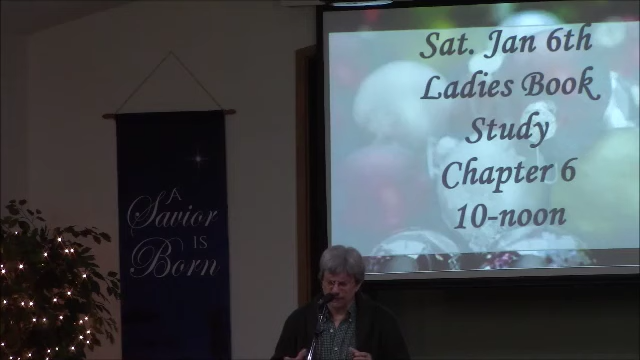 A
Savior
IS
Born
Sat. Jan 6th
Ladies Book
Study
Chapter 6
10-noon